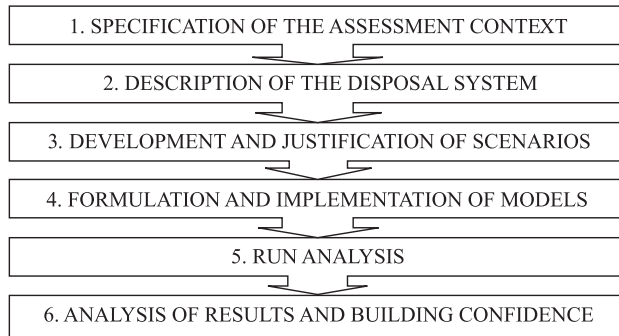 1. SPECIFICATION OF THE ASSESSMENT CONTEXT
2. DESCRIPTION OF THE DISPOSAL SYSTEM
3. DEVELOPMENT AND JUSTIFICATION OF SCENARIOS
4. FORMULATION AND IMPLEMENTATION OF MODELS
5. RUN ANALYSIS
6. ANALYSIS OF RESULTS AND BUILDING CONFIDENCE